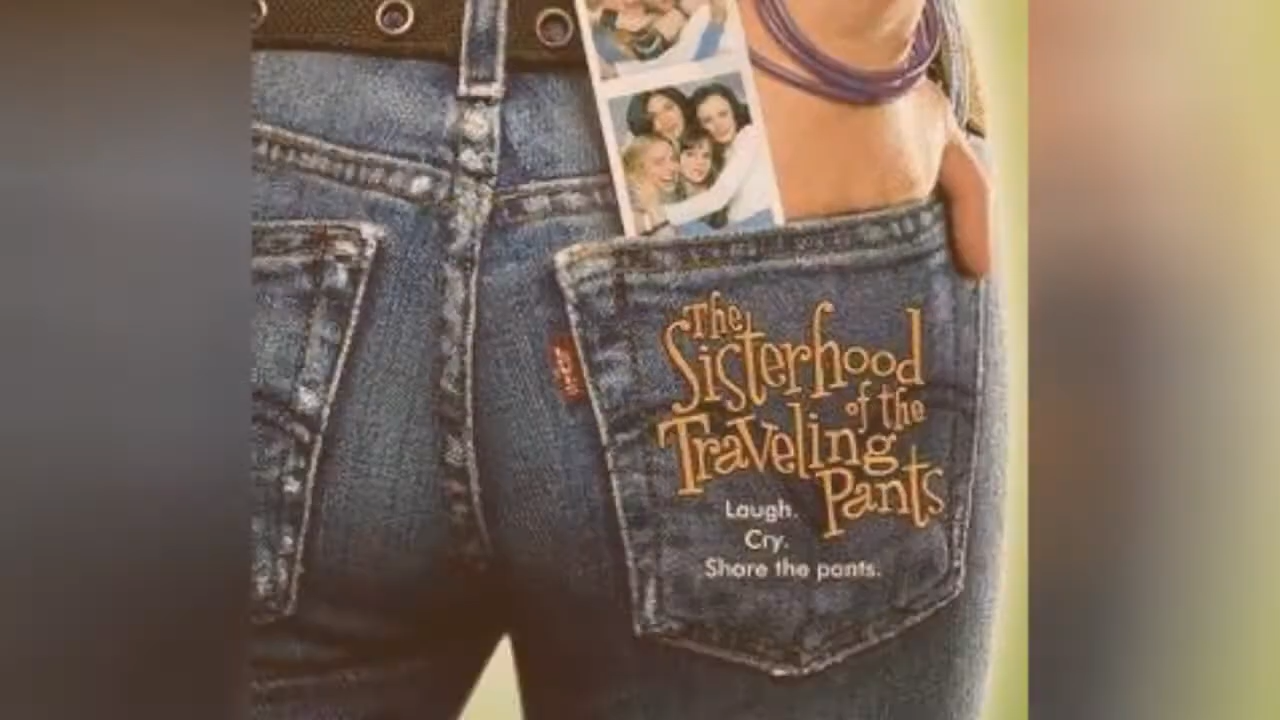 The
Sisterhood
of the
Traveling
Pants
Laugh.
Cry.
Share the pants.